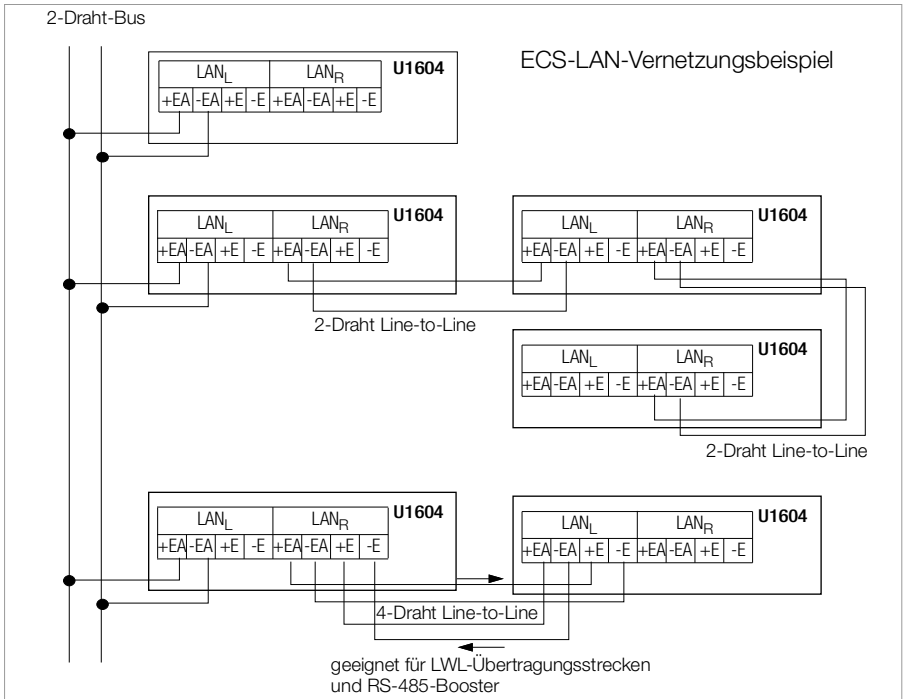 2-Draht-Bus
ECS-LAN-Vernetzungsbeispiel
LANL LANR U1604
+EA -EA +E -E +EA -EA +E -E
LANL LANR U1604
+EA -EA +E -E +EA -EA +E -E
LANL LANR U1604
+EA -EA +E -E +EA -EA +E -E
2-Draht Line-to-Line
LANL LANR U1604
+EA -EA +E -E +EA -EA +E -E
2-Draht Line-to-Line
LANL LANR U1604
+EA -EA +E -E +EA -EA +E -E
LANL LANR U1604
+EA -EA +E -E +EA -EA +E -E
4-Draht Line-to-Line
geeignet für LWL-Übertragungsstrecken
und RS-485-Booster